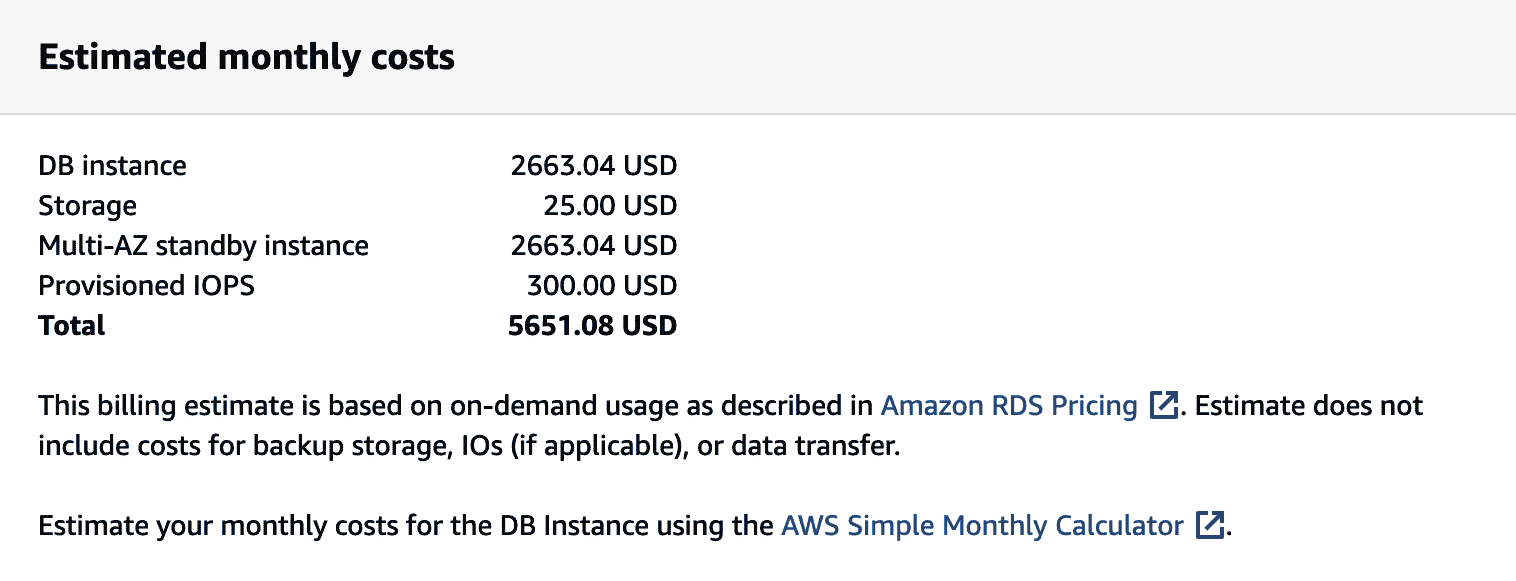 Estimated monthly costs
DB instance 2663.04 USD
Storage 25.00 USD
Multi-AZ standby instance 2663.04 USD
Provisioned IOPS 300.00 USD
Total 5651.08 USD
This billing estimate is based on on-demand usage as described in Amazon RDS Pricing. Estimate does not
include costs for backup storage, IOs (if applicable), or data transfer.
Estimate your monthly costs for the DB Instance using the AWS Simple Monthly Calculator.